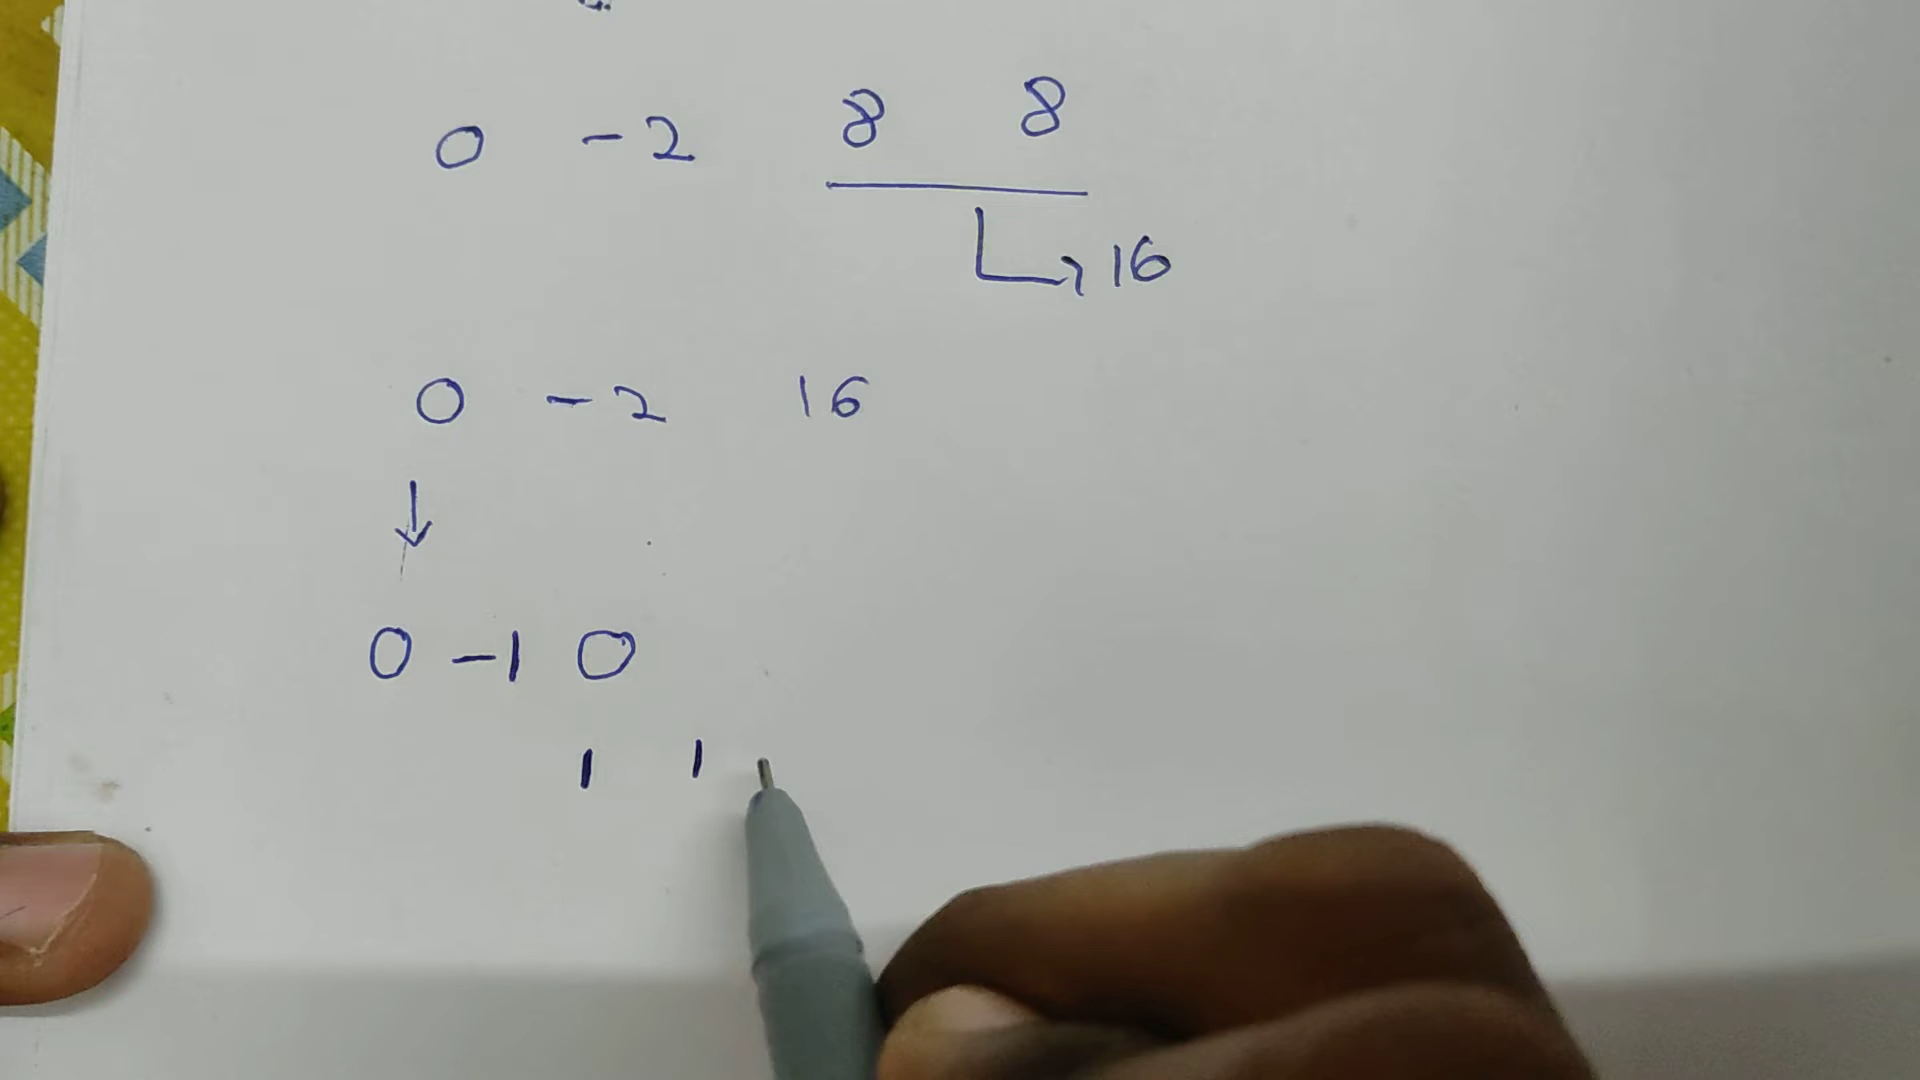 0 -2 8 8
↳ 16
0 -2 16
↓
0 -1 0
1 1